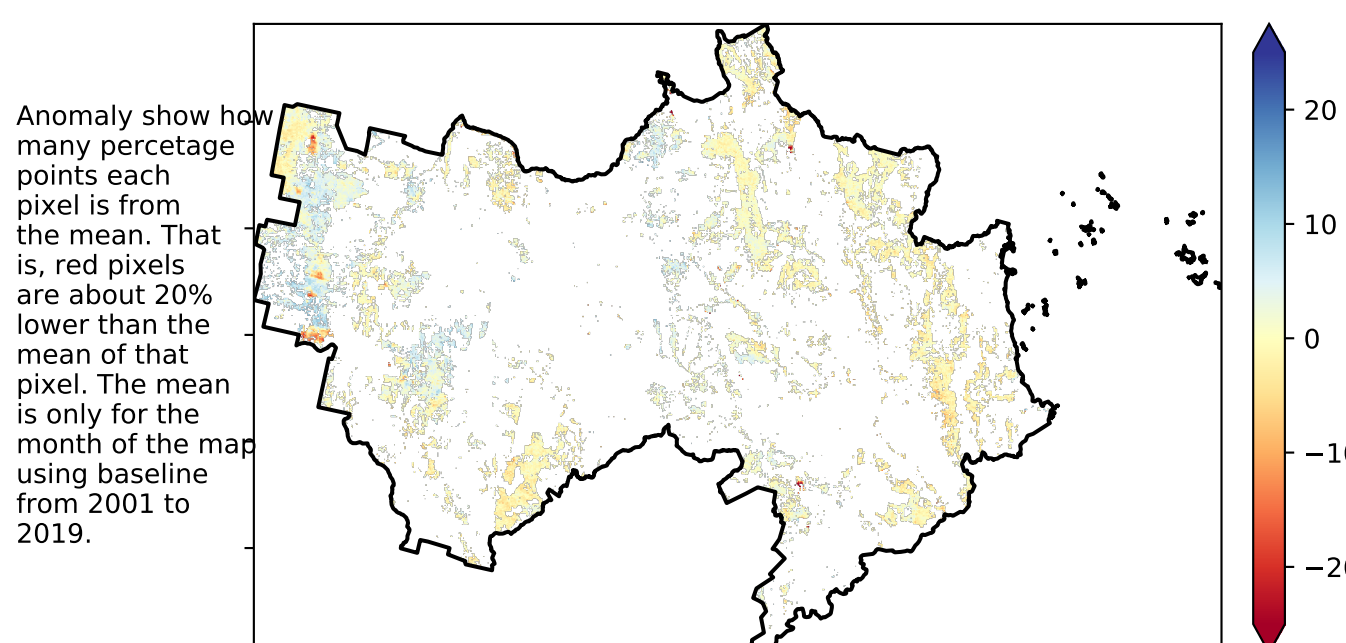 Anomaly show how
many percetage
points each
pixel is from
the mean. That
is, red pixels
are about 20%
lower than the
mean of that
pixel. The mean
is only for the
month of the map
using baseline
from 2001 to
2019.
20
10
0
−10
−20